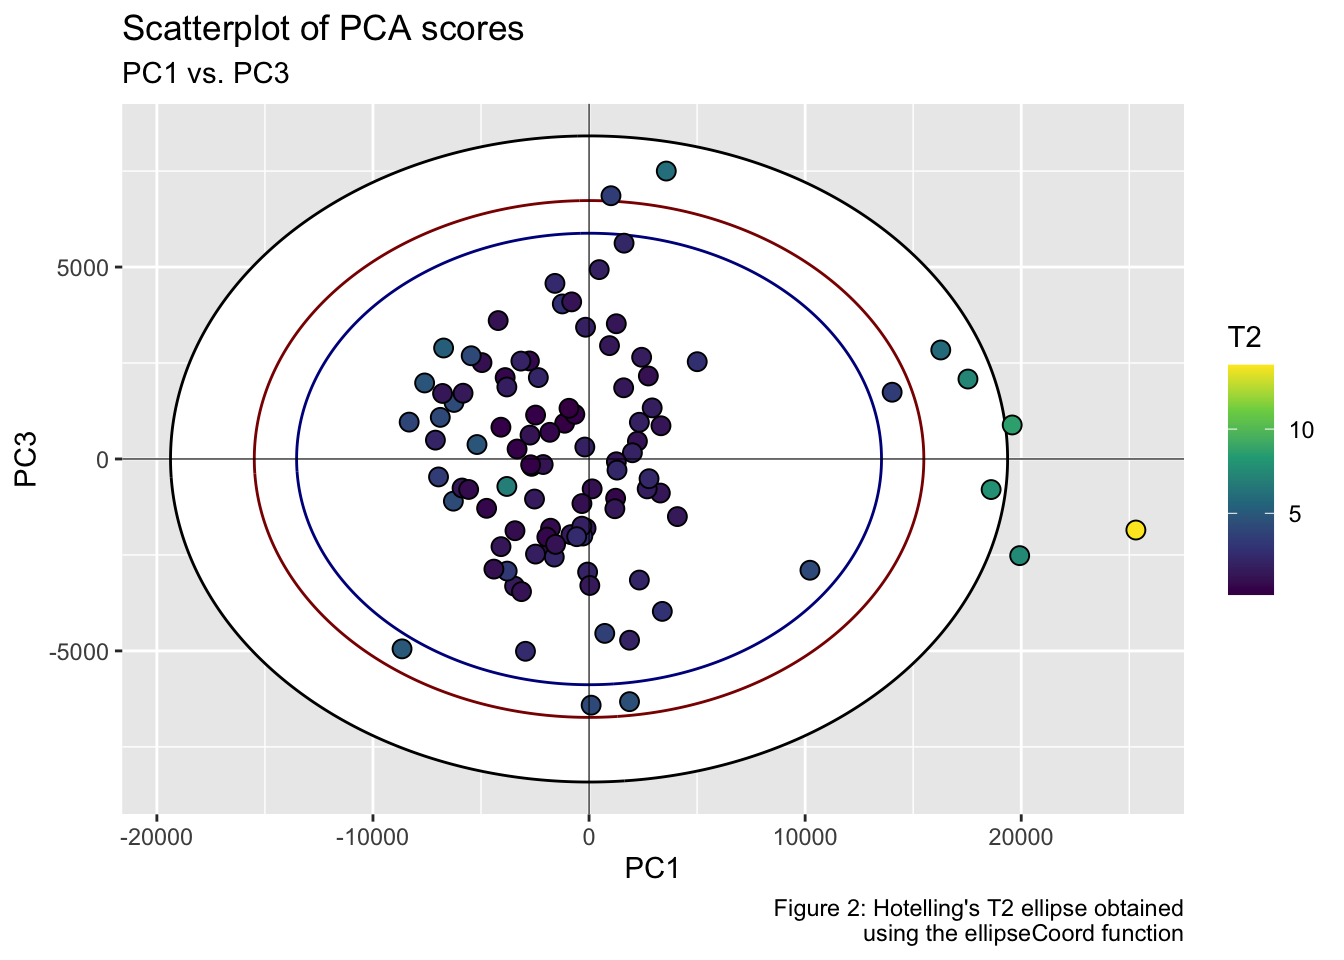 Scatterplot of PCA scores
PC1 vs. PC3
PC3
5000
0
-5000
-20000
-10000
0
10000
20000
PC1
T2
10
5
Figure 2: Hotelling's T2 ellipse obtained
using the ellipseCoord function